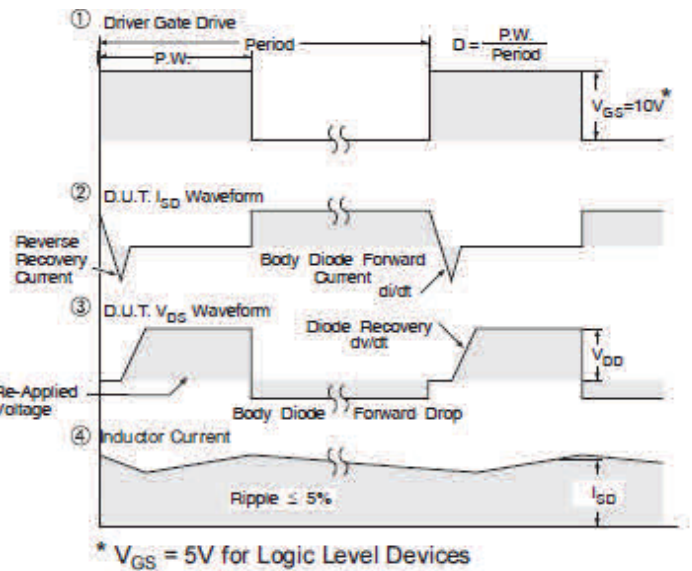 ① Driver Gate Drive
P.W.
Period
D = P.W.
Period
VGS=10V*
② D.U.T. ISD Waveform
Reverse
Recovery
Current
Body Diode Forward
Current
di/dt
③ D.U.T. VDS Waveform
Diode Recovery
dv/dt
VDD
Re-Applied
Voltage
Body Diode Forward Drop
④ Inductor Current
Ripple ≤ 5%
ISD
* VGS = 5V for Logic Level Devices